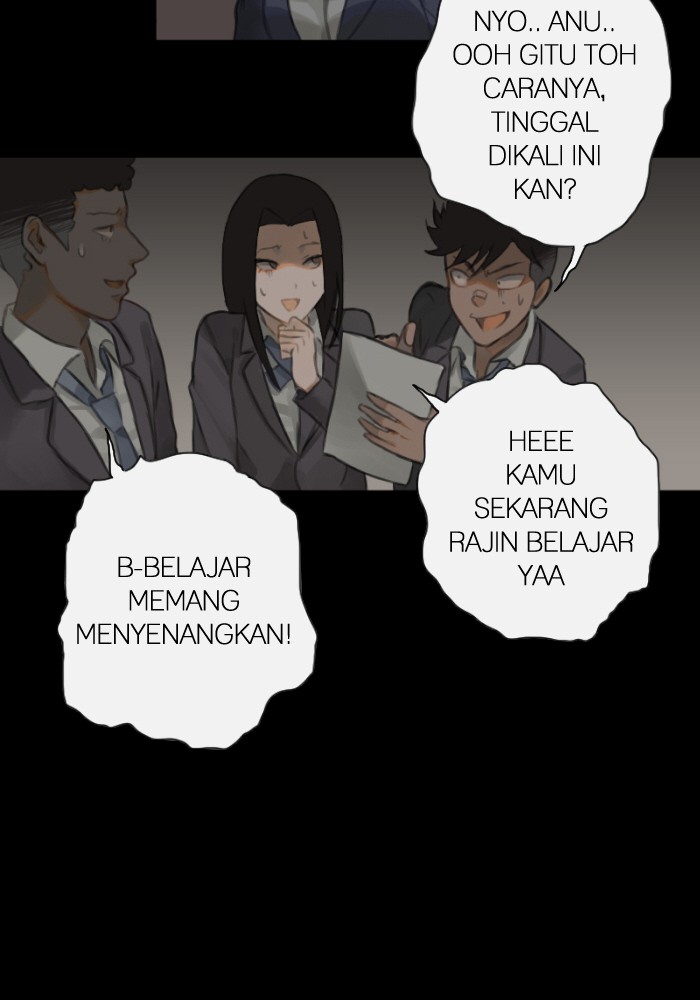 NYO.. ANU..
OOH GITU TOH
CARANYA,
TINGGAL
DIKALI INI
KAN?
HEEE
KAMU
SEKARANG
RAJIN BELAJAR
YAA
B-BELAJAR
MEMANG
MENYENANGKAN!